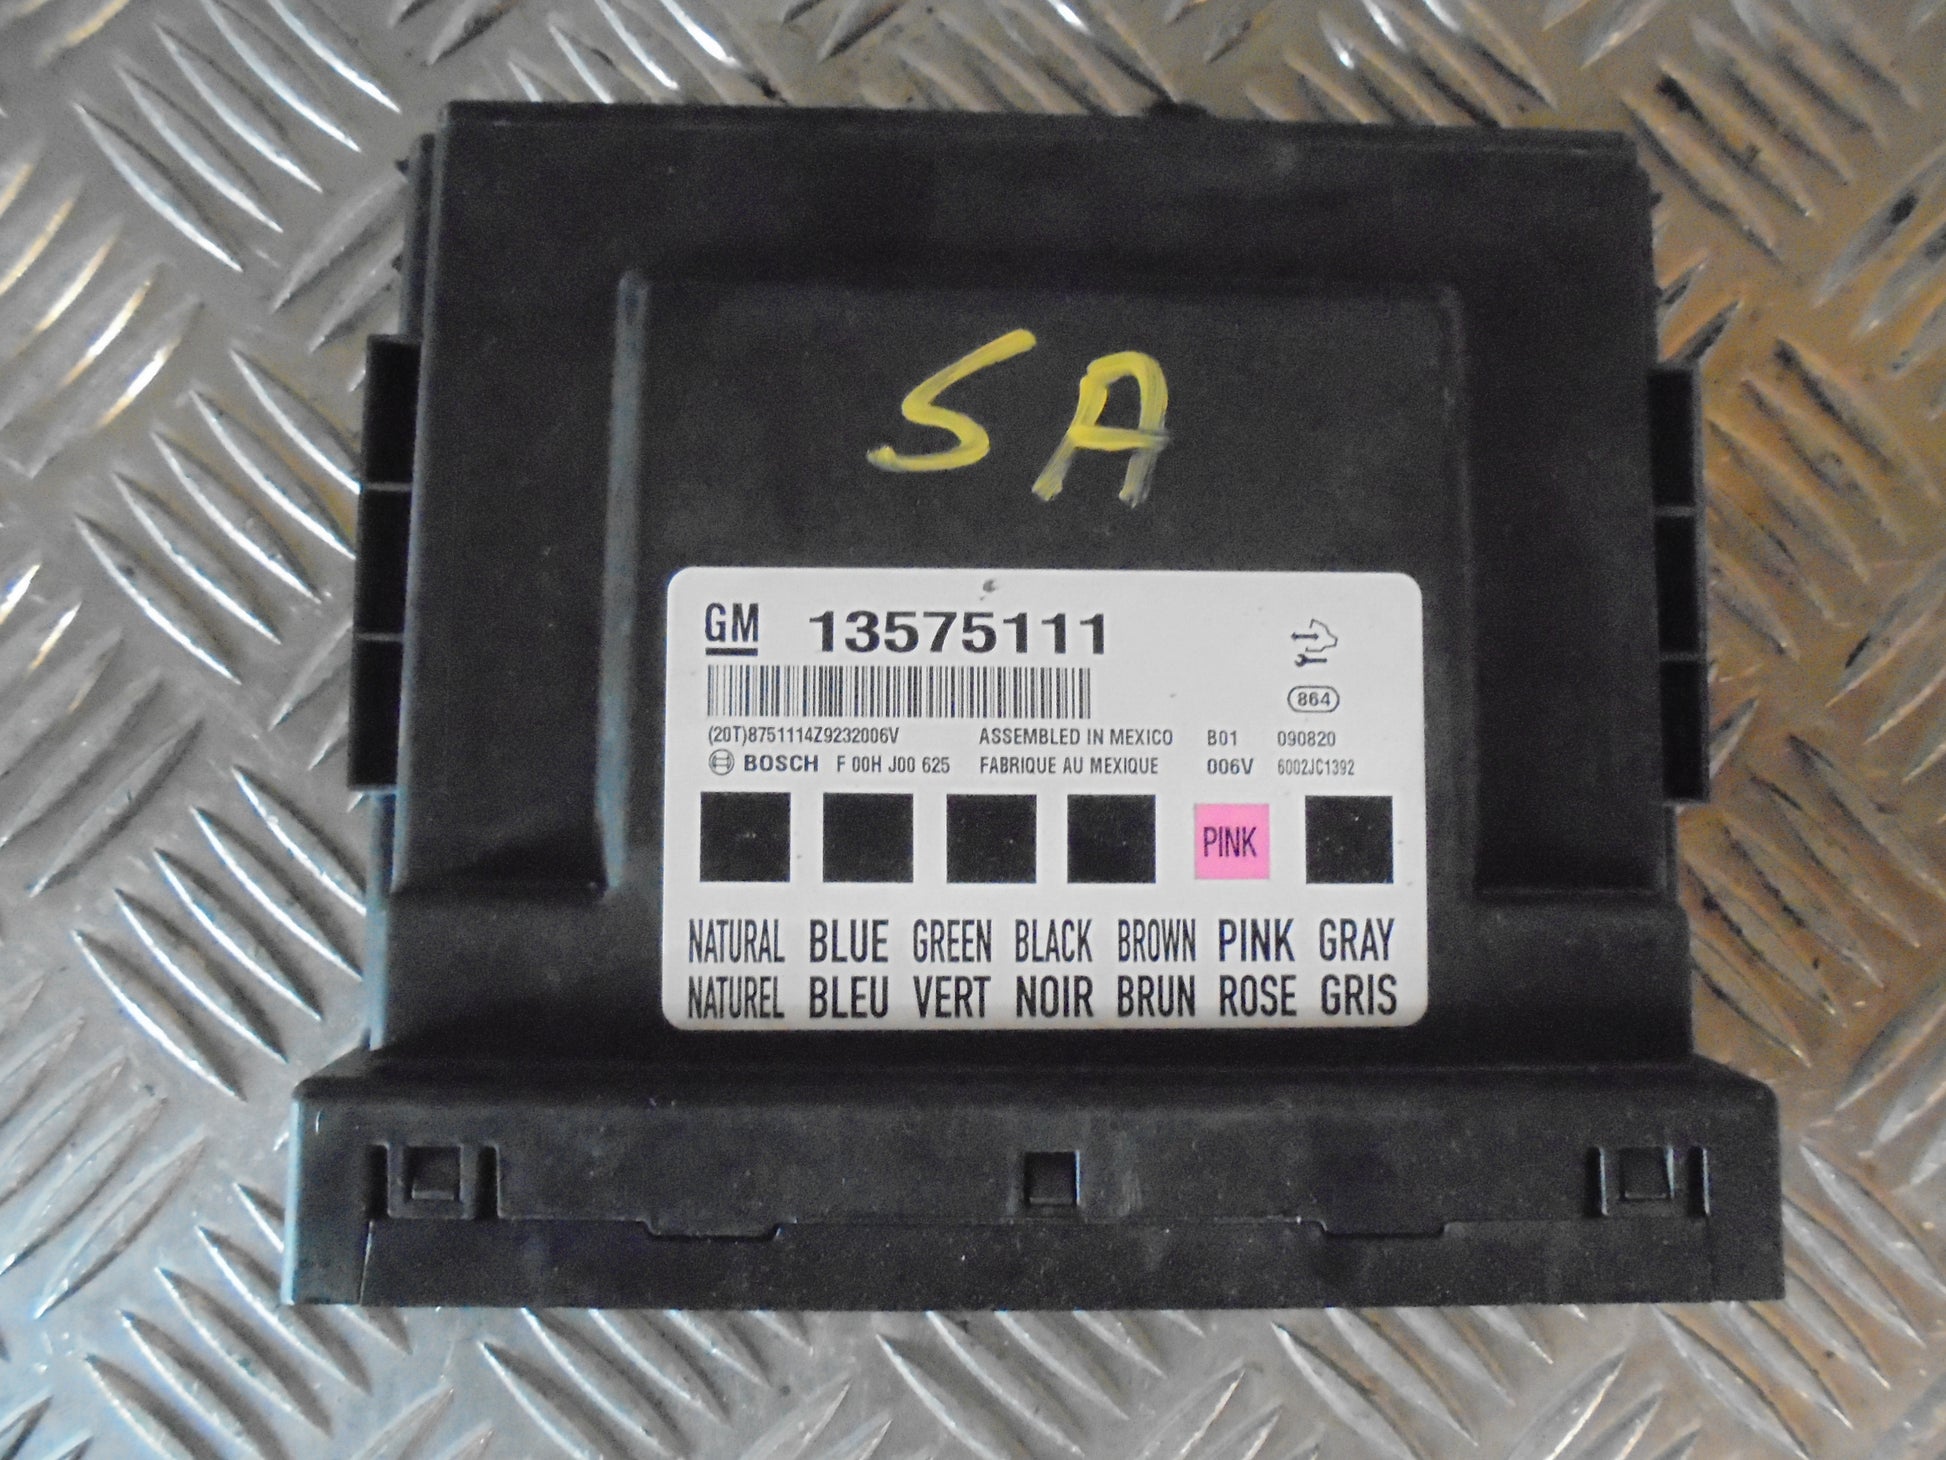 SA
GM 13575111
864
(20T)8751114Z9232006V ASSEMBLED IN MEXICO B01 090820
BOSCH F 00H J00 625 FABRIQUE AU MEXIQUE 006V 6002JC1392
PINK
NATURAL BLUE GREEN BLACK BROWN PINK GRAY
NATUREL BLEU VERT NOIR BRUN ROSE GRIS